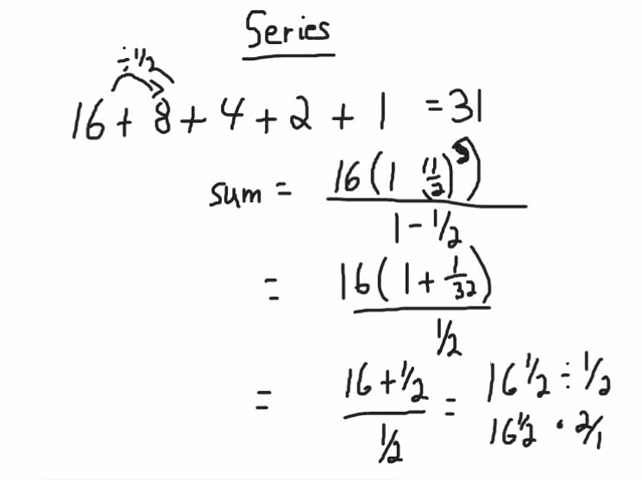 Series
÷ 1/2
16 + 8 + 4 + 2 + 1 = 31
sum = 16(1 (1/2)^5) / 1 - 1/2
= 16(1 + 1/32) / 1/2
= 16 + 1/2 / 1/2 = 16 1/2 ÷ 1/2
16 1/2 · 2/1